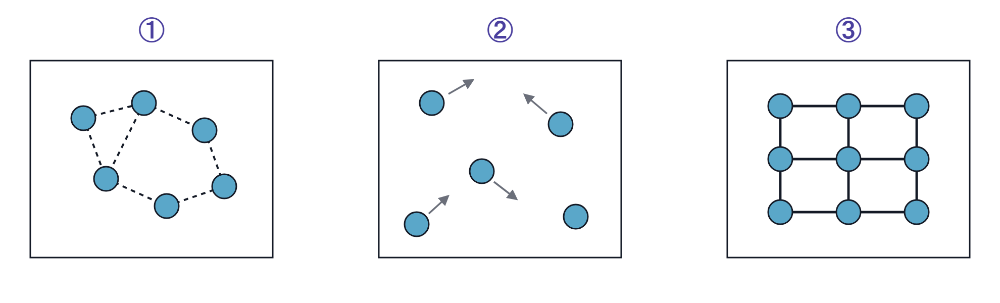 ① ② ③